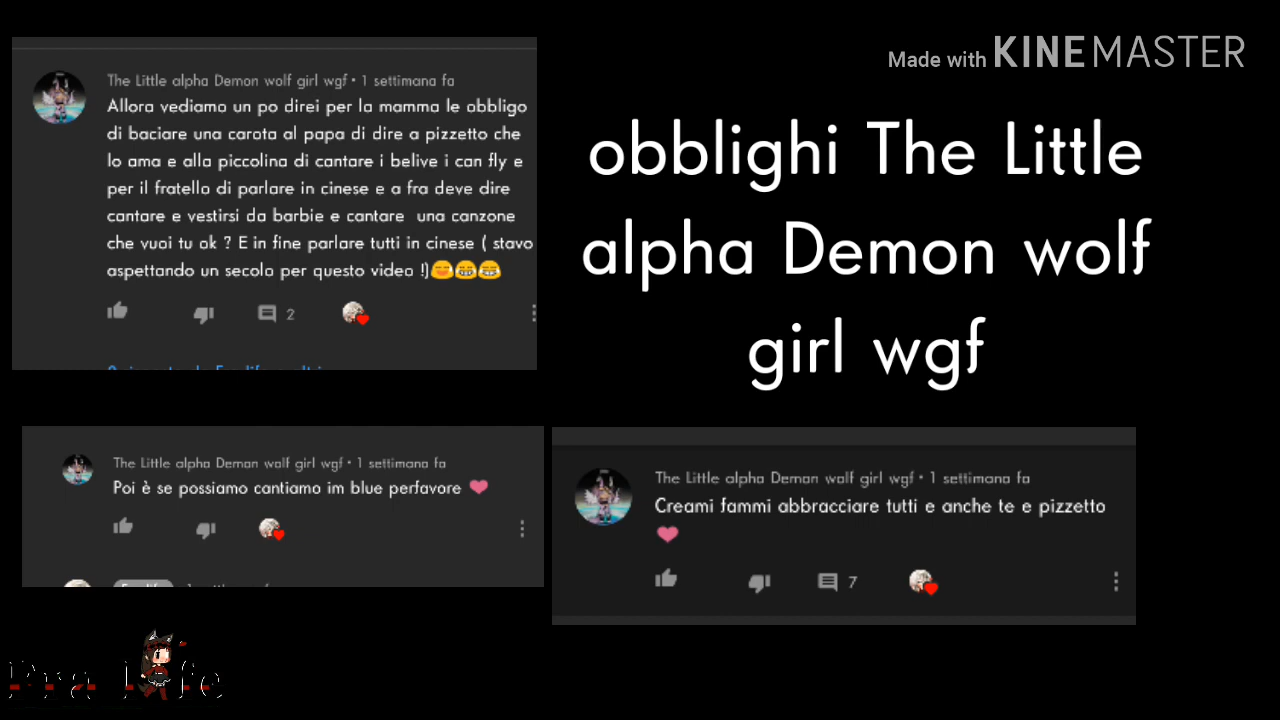 Made with KINEMASTER
The Little alpha Demon wolf girl wgf • 1 settimana fa
Allora vediamo un po direi per la mamma le obbligo
di baciare una carota al papa di dire a pizzetto che
lo ama e alla piccolina di cantare i belive i can fly e
per il fratello di parlare in cinese e a fra deve dire
cantare e vestirsi da barbie e cantare una canzone
che vuoi tu ok ? E in fine parlare tutti in cinese ( stavo
aspettando un secolo per questo video !)😄😂😂
2
obblighi The Little
alpha Demon wolf
girl wgf
The Little alpha Demon wolf girl wgf • 1 settimana fa
Poi è se possiamo cantiamo im blue perfavore ❤
The Little alpha Demon wolf girl wgf • 1 settimana fa
Creami fammi abbracciare tutti e anche te e pizzetto
❤
7
Fra life